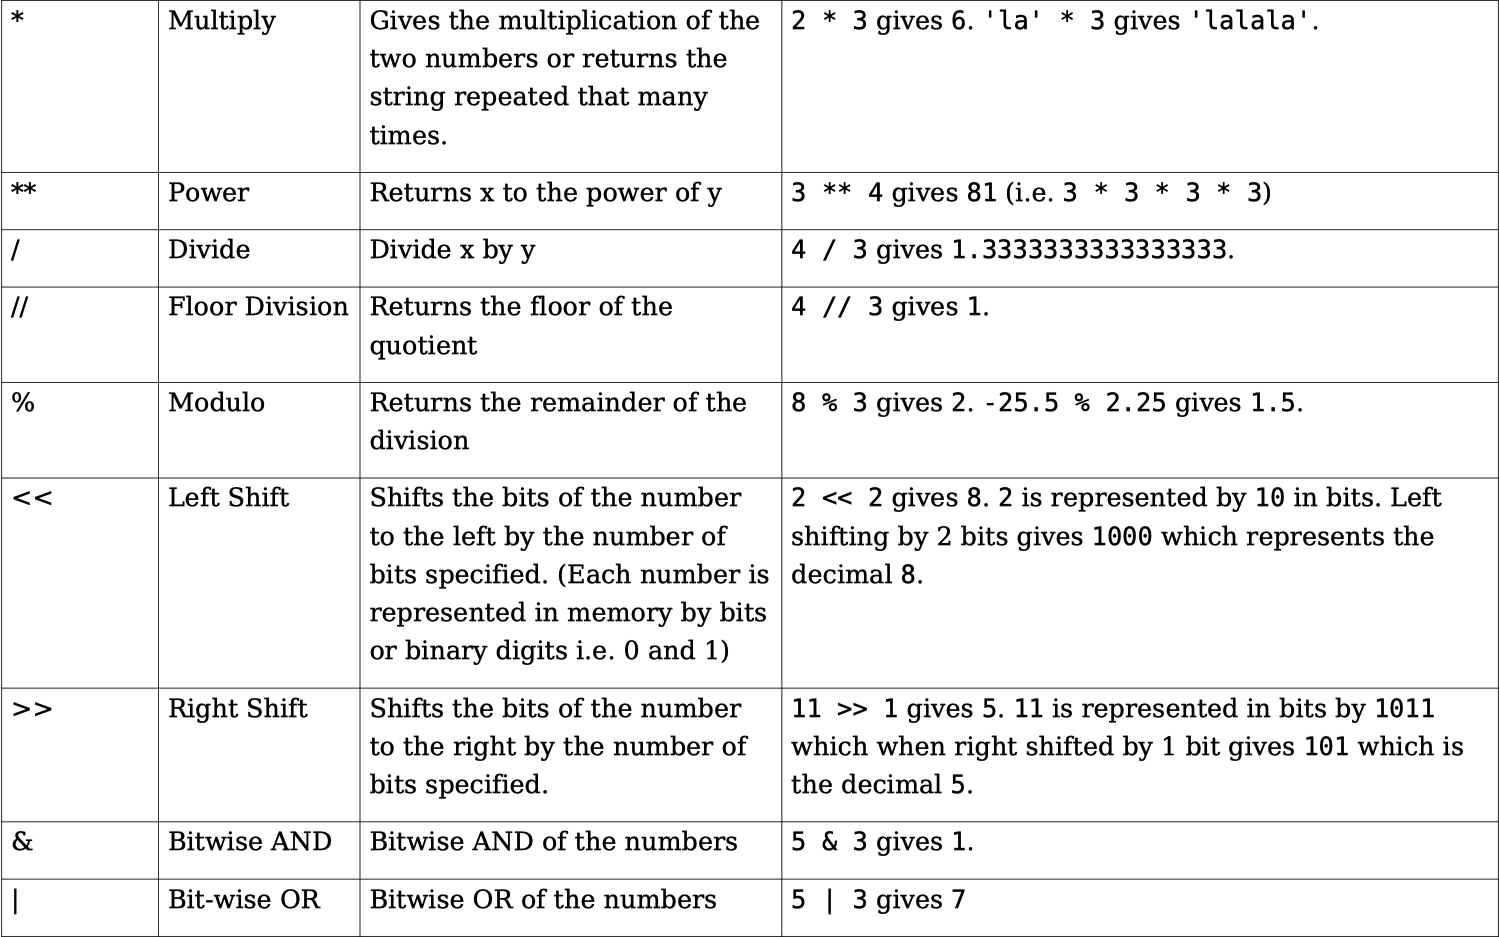 * Multiply Gives the multiplication of the 2 * 3 gives 6. 'la' * 3 gives 'lalala'.
two numbers or returns the
string repeated that many
times.
** Power Returns x to the power of y 3 ** 4 gives 81 (i.e. 3 * 3 * 3 * 3)
/ Divide Divide x by y 4 / 3 gives 1.3333333333333333.
// Floor Division Returns the floor of the 4 // 3 gives 1.
quotient
% Modulo Returns the remainder of the 8 % 3 gives 2. -25.5 % 2.25 gives 1.5.
division
<< Left Shift Shifts the bits of the number 2 << 2 gives 8. 2 is represented by 10 in bits. Left
to the left by the number of shifting by 2 bits gives 1000 which represents the
bits specified. (Each number is decimal 8.
represented in memory by bits
or binary digits i.e. 0 and 1)
>> Right Shift Shifts the bits of the number 11 >> 1 gives 5. 11 is represented in bits by 1011
to the right by the number of which when right shifted by 1 bit gives 101 which is
bits specified. the decimal 5.
& Bitwise AND Bitwise AND of the numbers 5 & 3 gives 1.
| Bit-wise OR Bitwise OR of the numbers 5 | 3 gives 7